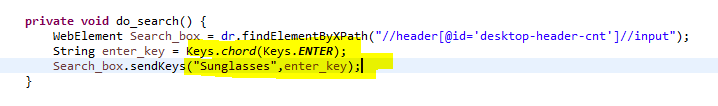 private void do_search() {
WebElement Search_box = dr.findElementByXPath("//header[@id='desktop-header-cnt']//input");
String enter_key = Keys.chord(Keys.ENTER);
Search_box.sendKeys("Sunglasses",enter_key);
}